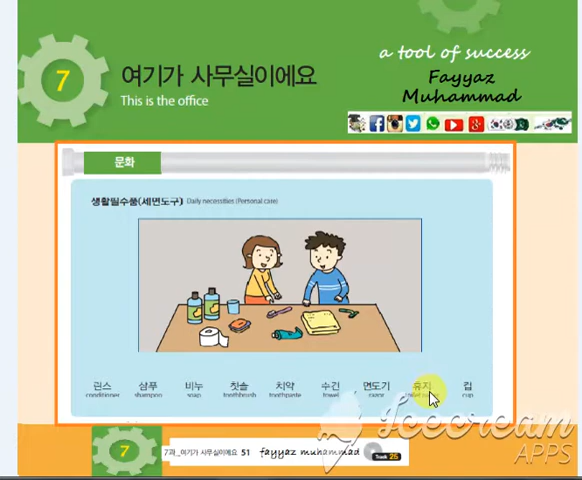 7
여기가 사무실이에요
This is the office
a tool of success
Fayyaz
Muhammad
문화
생활필수품(세면도구) Daily necessities (Personal care)
린스 샴푸 비누 칫솔 치약 수건 면도기 휴지 컵
conditioner shampoo soap toothbrush toothpaste towel razor cup
7 7과_여기가 사무실이에요 51 fayyaz muhammad Track 25
Icecream
APPS